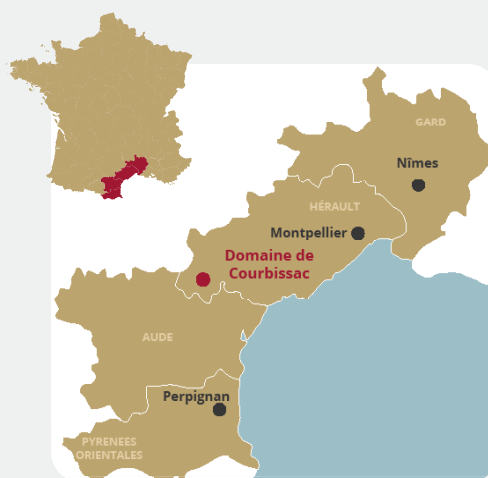 GARD
Nîmes
HÉRAULT
Montpellier
Domaine de
Courbissac
AUDE
Perpignan
PYRENEES
ORIENTALES